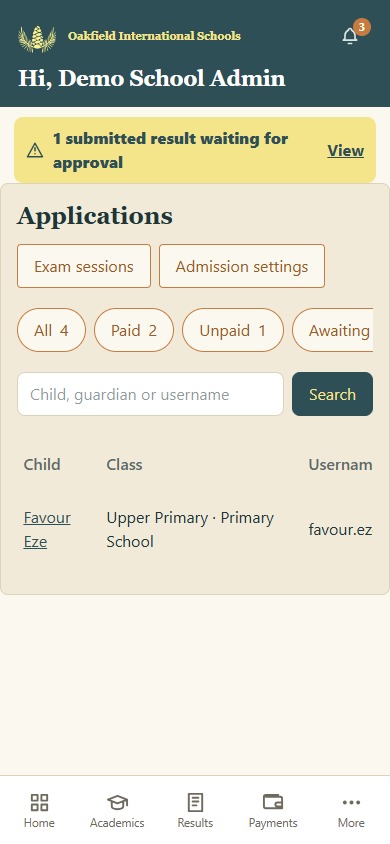 Oakfield International Schools
3
Hi, Demo School Admin
1 submitted result waiting for
approval
View
Applications
Exam sessions
Admission settings
All 4
Paid 2
Unpaid 1
Awaiting
Child, guardian or username
Search
Child Class Usernam
Favour
Eze
Upper Primary · Primary
School
favour.ez
Home Academics Results Payments More